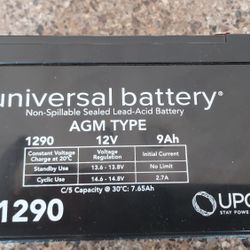 universal battery®
Non-Spillable Sealed Lead-Acid Battery
AGM TYPE
1290 12V 9Ah
Constant Voltage Charge at 20°C Voltage Regulation Initial Current
Standby Use 13.6 - 13.8V No Limit
Cyclic Use 14.6 - 14.8V 2.7A
C/5 Capacity @ 30°C: 7.65Ah
1290
UPG
STAY POWE